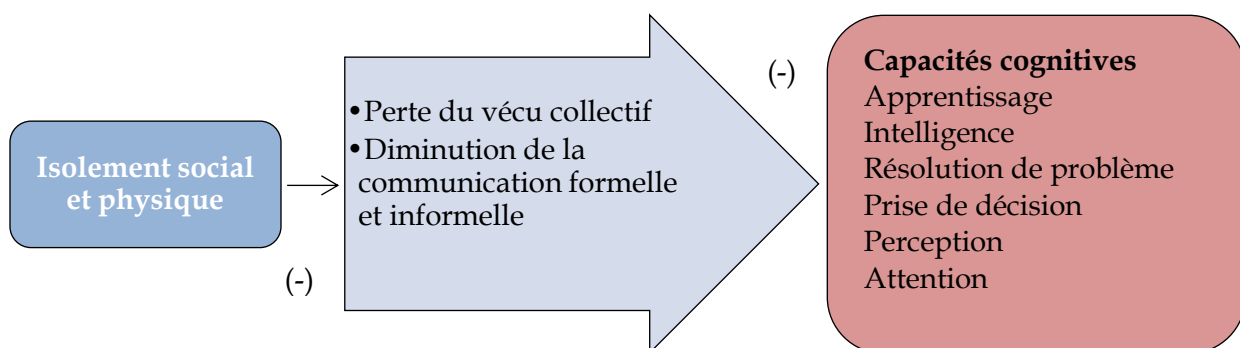 Isolement social
et physique
(-)
•Perte du vécu collectif
•Diminution de la
communication formelle
et informelle
(-)
Capacités cognitives
Apprentissage
Intelligence
Résolution de problème
Prise de décision
Perception
Attention